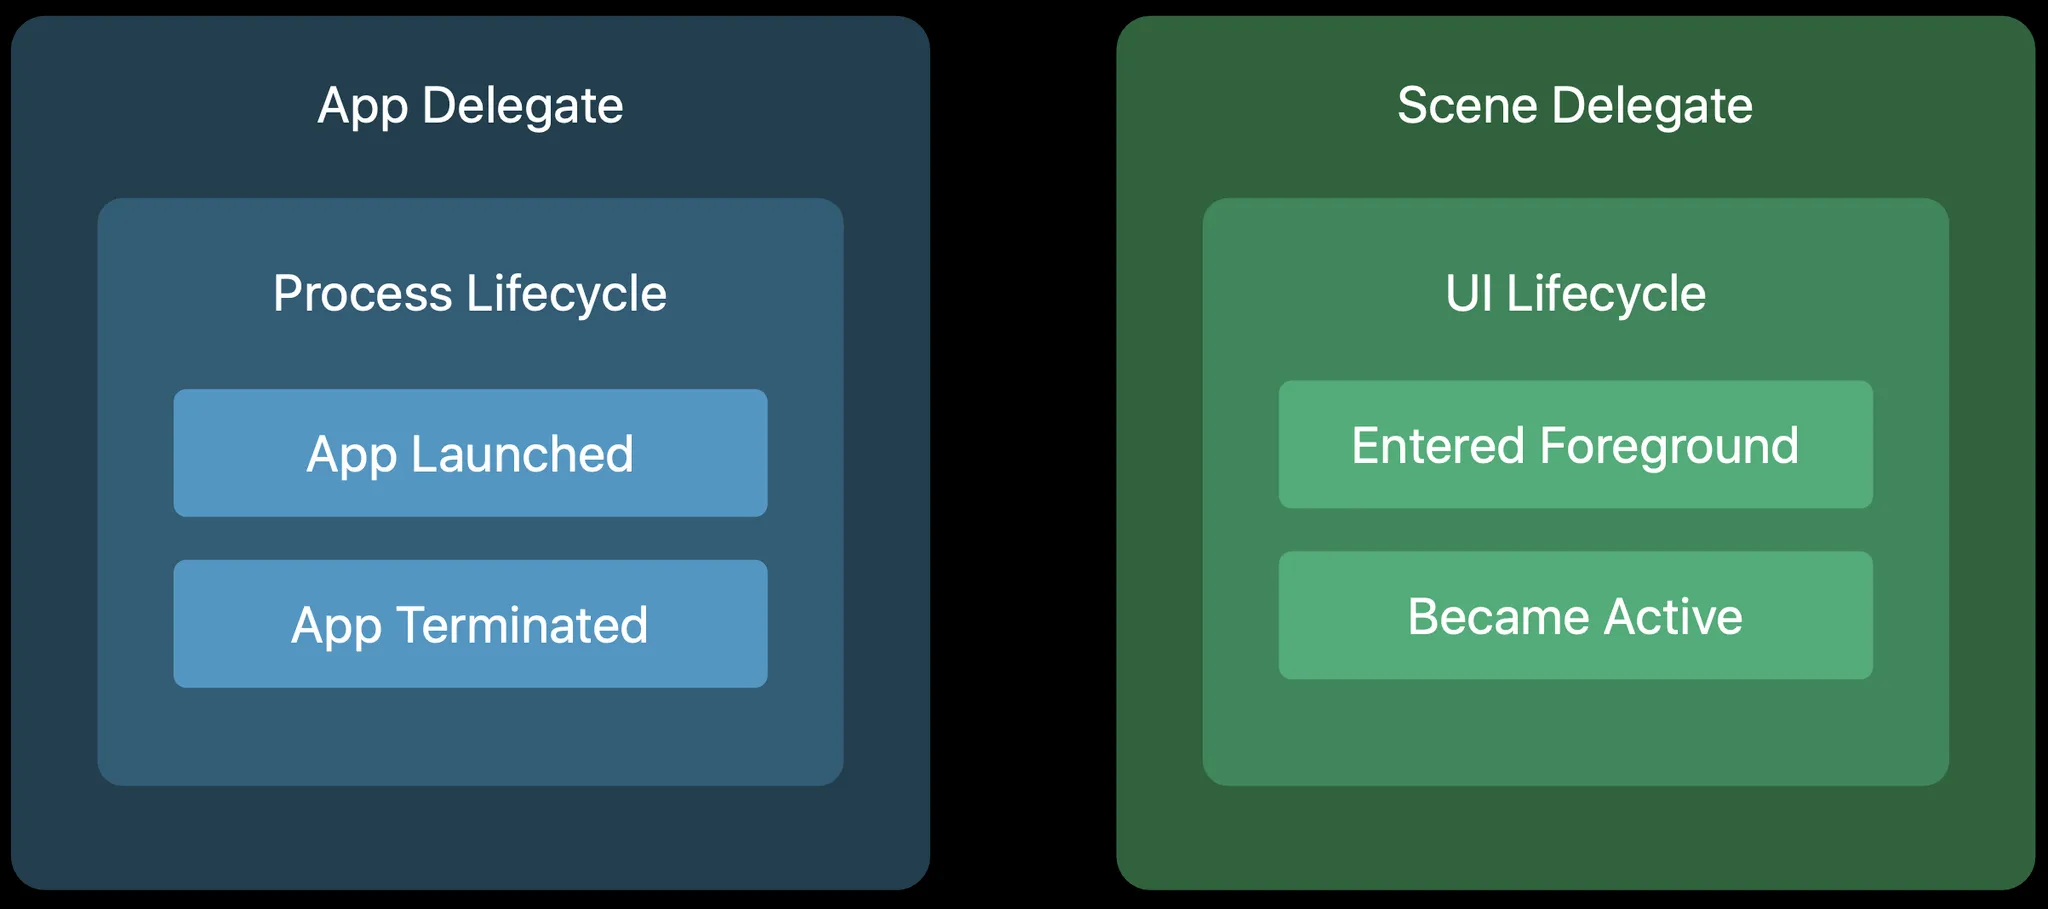 App Delegate
Process Lifecycle
App Launched
App Terminated
Scene Delegate
UI Lifecycle
Entered Foreground
Became Active